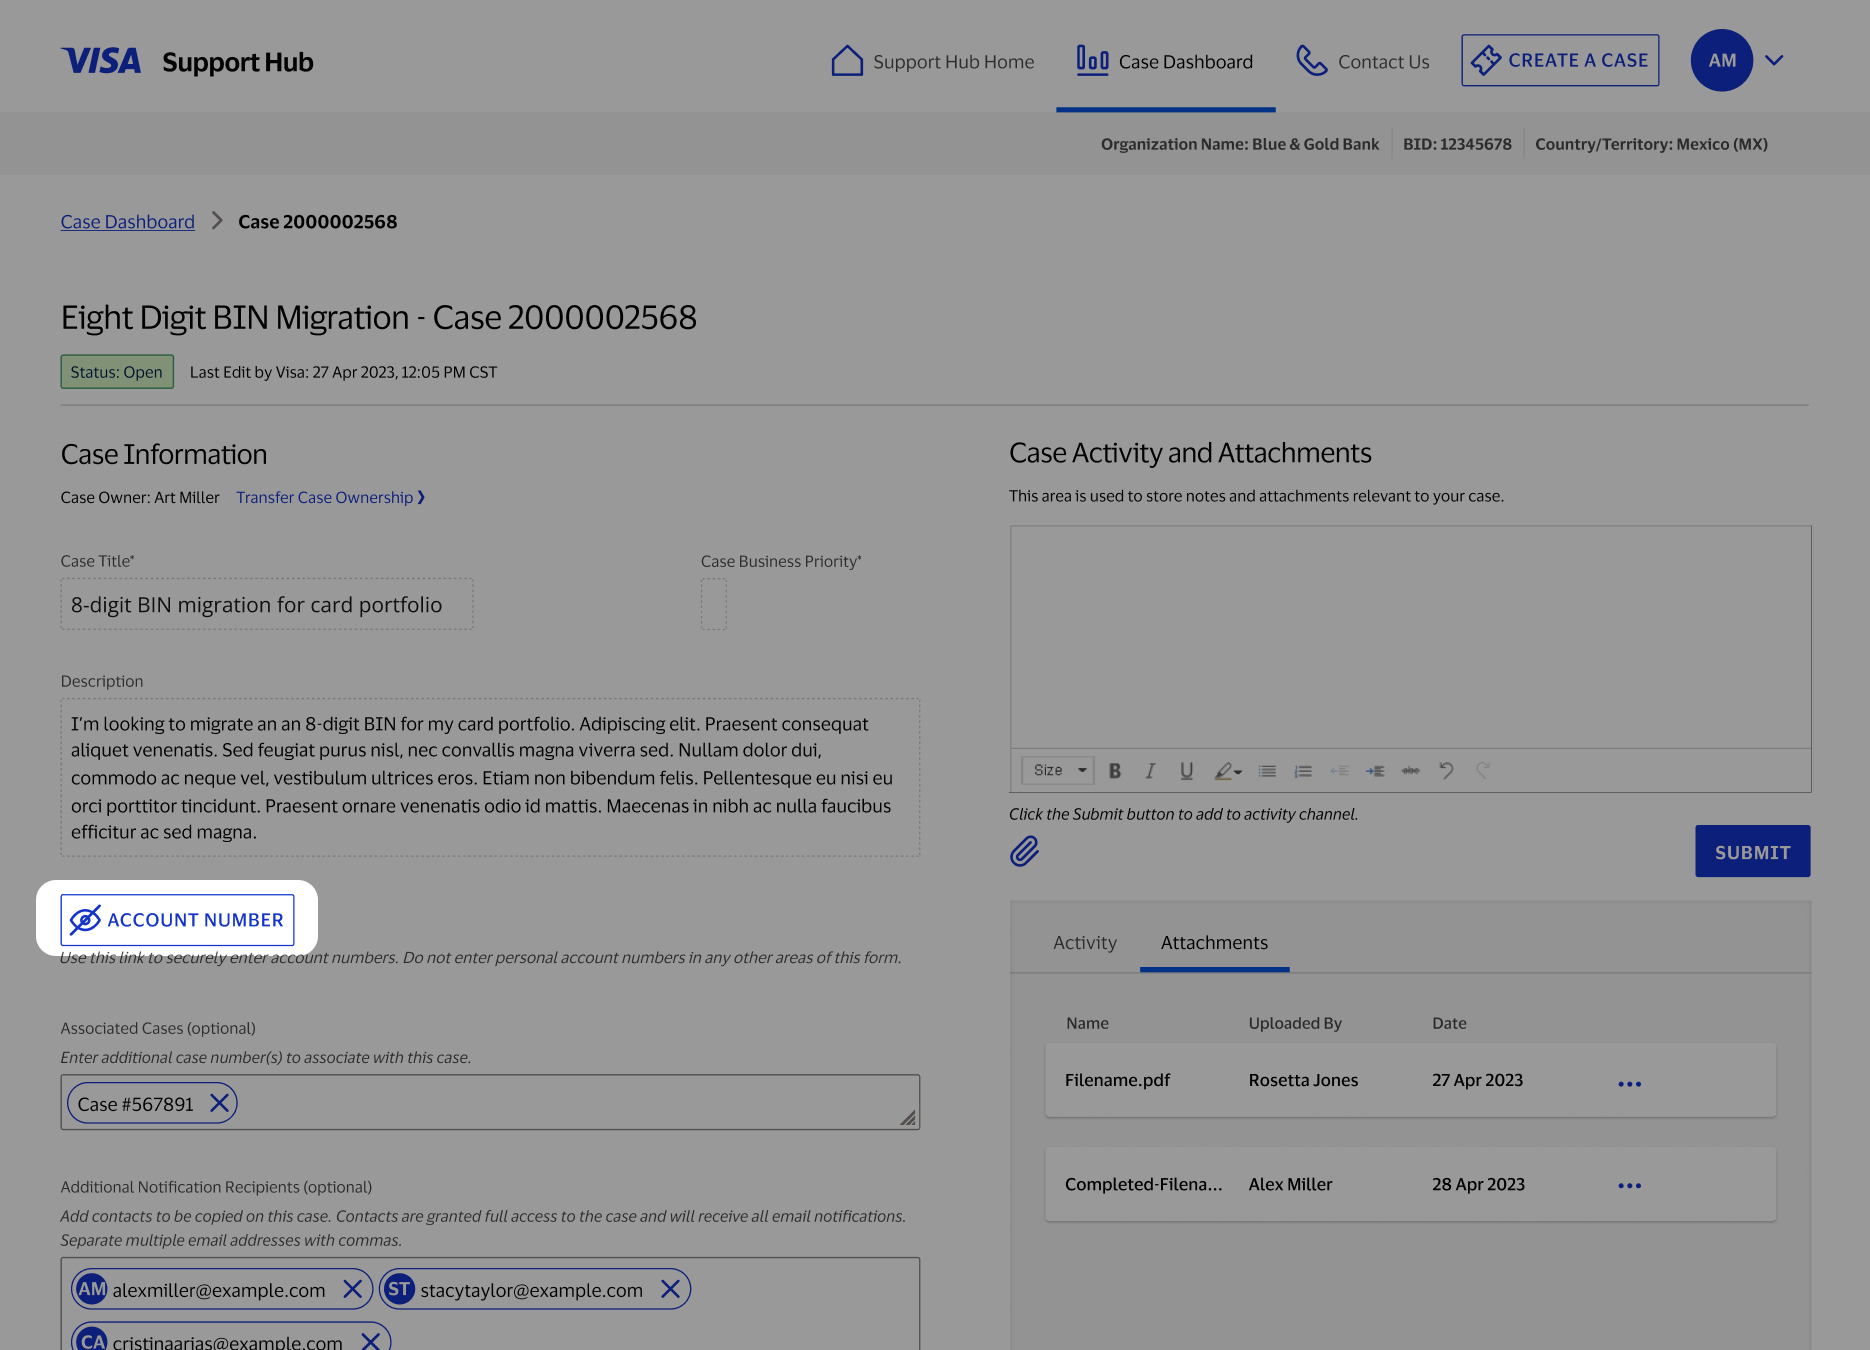 VISA Support Hub
Support Hub Home
Case Dashboard
Contact Us
CREATE A CASE
AM
Organization Name: Blue & Gold Bank
BID: 12345678
Country/Territory: Mexico (MX)
Case Dashboard
Case 2000002568
Eight Digit BIN Migration - Case 2000002568
Status: Open
Last Edit by Visa: 27 Apr 2023, 12:05 PM CST
Case Information
Case Owner: Art Miller
Transfer Case Ownership
Case Title*
8-digit BIN migration for card portfolio
Case Business Priority*
Description
I'm looking to migrate an an 8-digit BIN for my card portfolio. Adipiscing elit. Praesent consequat
aliquet venenatis. Sed feugiat purus nisl, nec convallis magna viverra sed. Nullam dolor dui,
commodo ac neque vel, vestibulum ultrices eros. Etiam non bibendum felis. Pellentesque eu nisi eu
orci porttitor tincidunt. Praesent ornare venenatis odio id mattis. Maecenas in nibh ac nulla faucibus
efficitur ac sed magna.
ACCOUNT NUMBER
Use this link to securely enter account numbers. Do not enter personal account numbers in any other areas of this form.
Associated Cases (optional)
Enter additional case number(s) to associate with this case.
Case #567891
Additional Notification Recipients (optional)
Add contacts to be copied on this case. Contacts are granted full access to the case and will receive all email notifications.
Separate multiple email addresses with commas.
AM alexmiller@example.com
ST stacytaylor@example.com
CA cristinaarias@example.com
Case Activity and Attachments
This area is used to store notes and attachments relevant to your case.
Size
B I U
abc
Click the Submit button to add to activity channel.
SUBMIT
Activity
Attachments
Name Uploaded By Date
Filename.pdf Rosetta Jones 27 Apr 2023
Completed-Filena... Alex Miller 28 Apr 2023